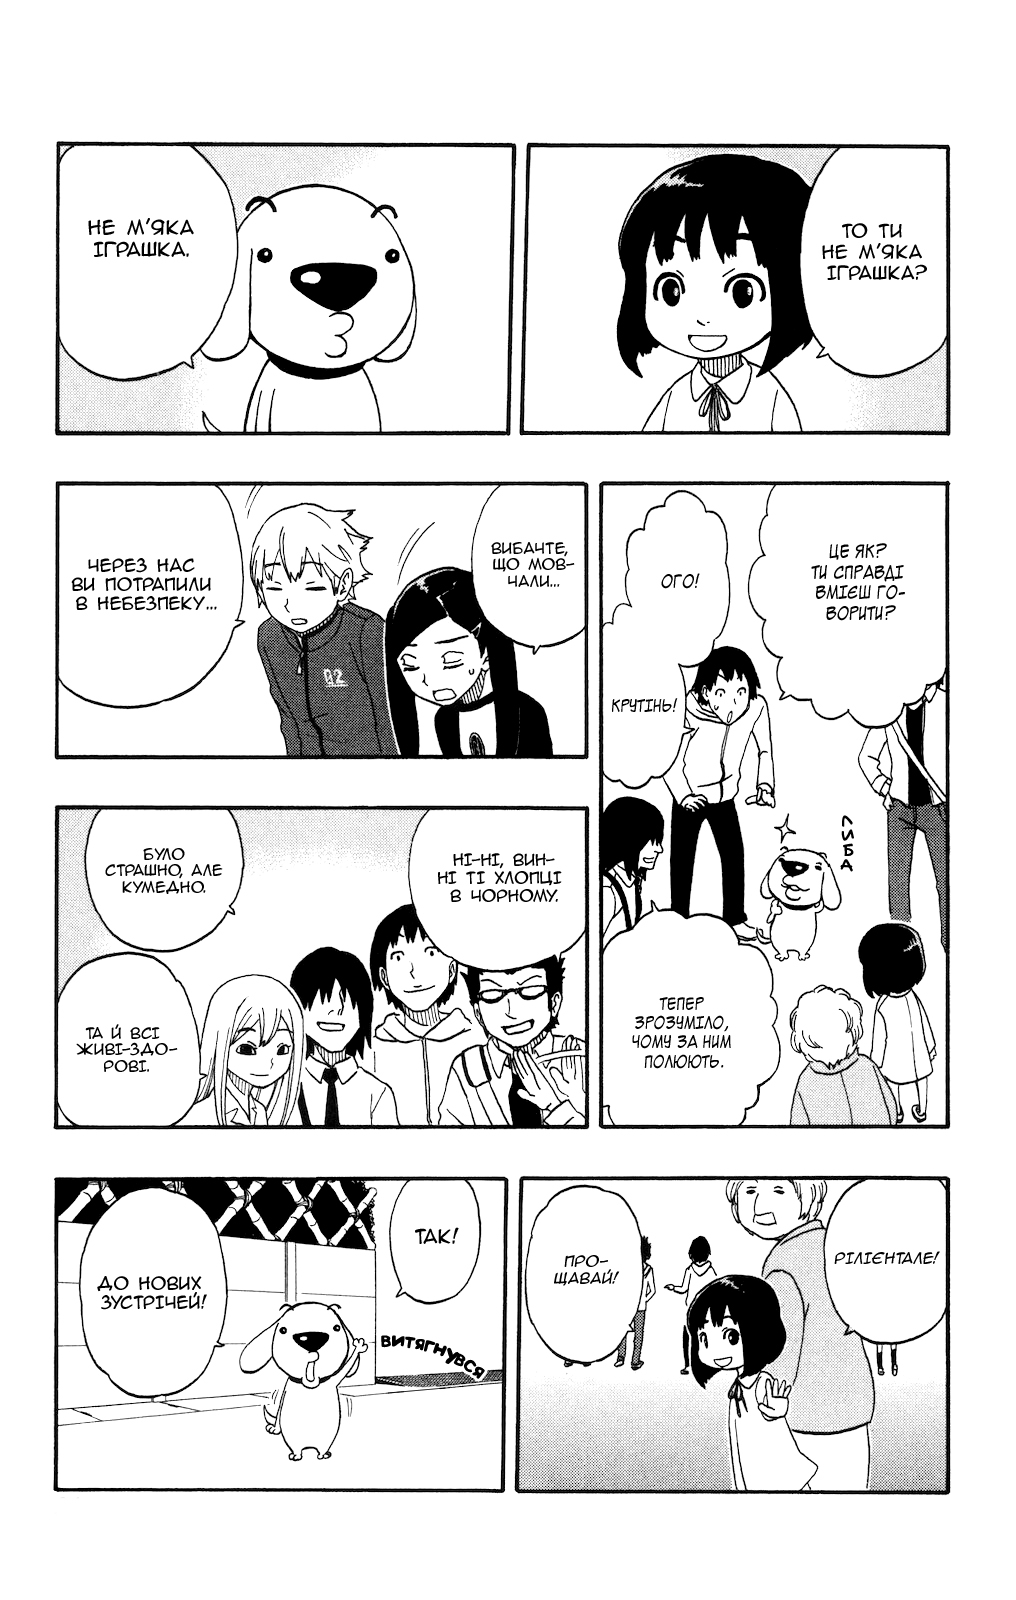 ТО ТИ
НЕ М'ЯКА
ІГРАШКА?
НЕ М'ЯКА
ІГРАШКА.
ЦЕ ЯК?
ТИ СПРАВДІ
ВМІЄШ ГО-
ВОРИТИ?
ОГО!
КРУТІНЬ!
ЛИБА
ТЕПЕР
ЗРОЗУМІЛО,
ЧОМУ ЗА НИМ
ПОЛЮЮТЬ.
ВИБАЧТЕ,
ЩО МОВ-
ЧАЛИ...
ЧЕРЕЗ НАС
ВИ ПОТРАПИЛИ
В НЕБЕЗПЕКУ...
02
НІ-НІ, ВИН-
НІ ТІ ХЛОПЦІ
В ЧОРНОМУ.
БУЛО
СТРАШНО, АЛЕ
КУМЕДНО.
ТА Й ВСІ
ЖИВІ-ЗДО-
РОВІ.
РІЛІЄНТАЛЕ!
ПРО-
ЩАВАЙ!
ТАК!
ДО НОВИХ
ЗУСТРІЧЕЙ!
ВИТЯГНУВСЯ